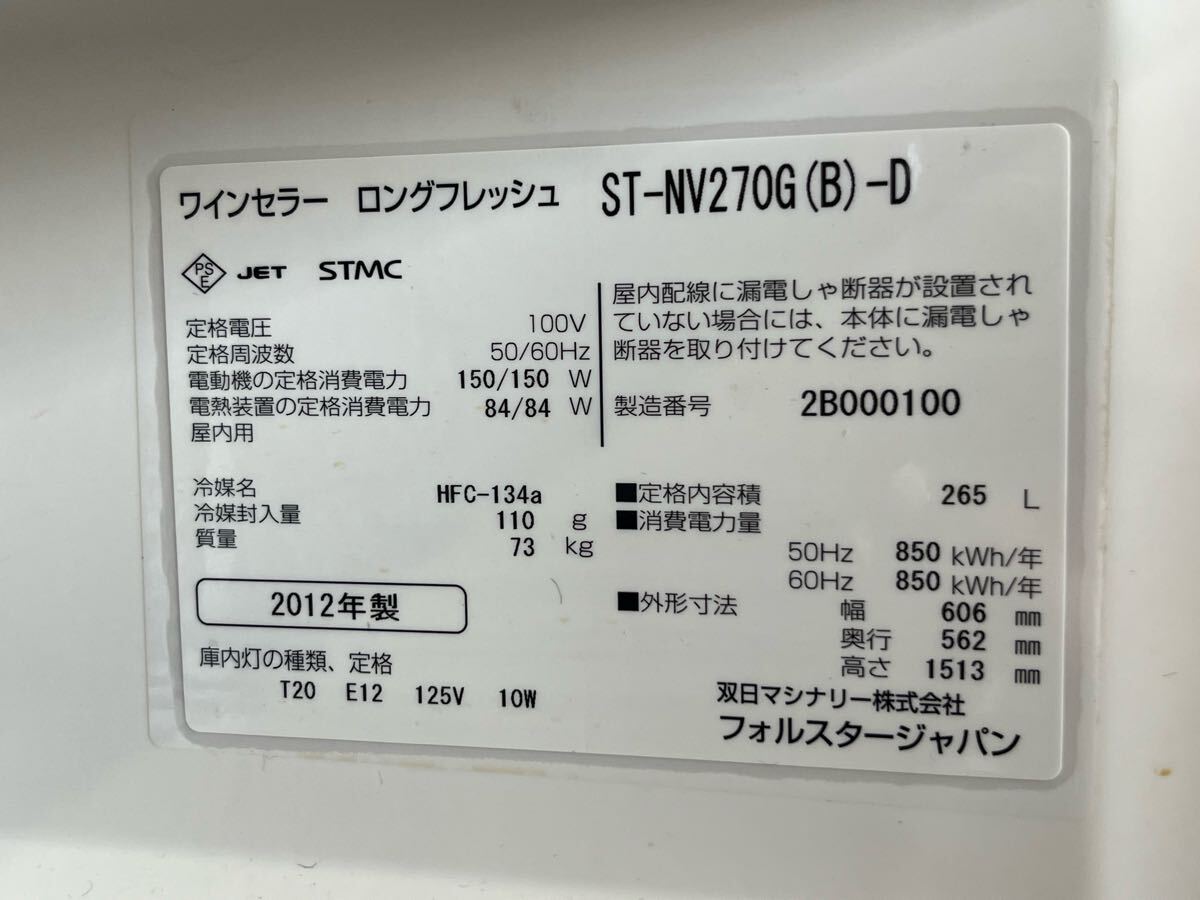 ワインセラー ロングフレッシュ ST-NV270G(B)-D
PSE JET STMC
定格電圧 100V
定格周波数 50/60Hz
電動機の定格消費電力 150/150 W
電熱装置の定格消費電力 84/84 W
屋内用
屋内配線に漏電しゃ断器が設置され
ていない場合には、本体に漏電しゃ
断器を取り付けてください。
製造番号 2B000100
冷媒名 HFC-134a
冷媒封入量 110 g
質量 73 kg
2012年製
庫内灯の種類、定格
T20 E12 125V 10W
■定格内容積 265 L
■消費電力量
50Hz 850 kWh/年
60Hz 850 kWh/年
■外形寸法
幅 606 mm
奥行 562 mm
高さ 1513 mm
双日マシナリー株式会社
フォルスタージャパン